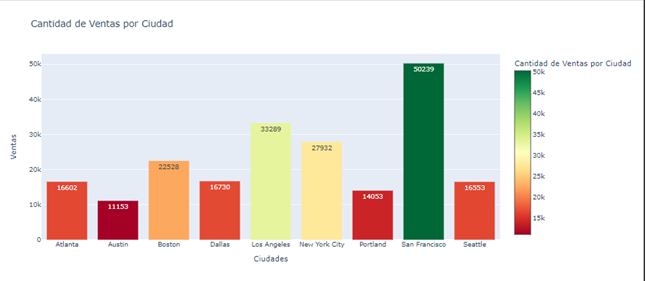 Cantidad de Ventas por Ciudad
Cantidad de Ventas por Ciudad
50k
40k
30k
20k
10k
0
Ventas
16602
11153
22528
16730
33289
27932
14053
50239
16553
Atlanta
Austin
Boston
Dallas
Los Angeles
New York City
Portland
San Francisco
Seattle
Ciudades
50k
45k
40k
35k
30k
25k
20k
15k